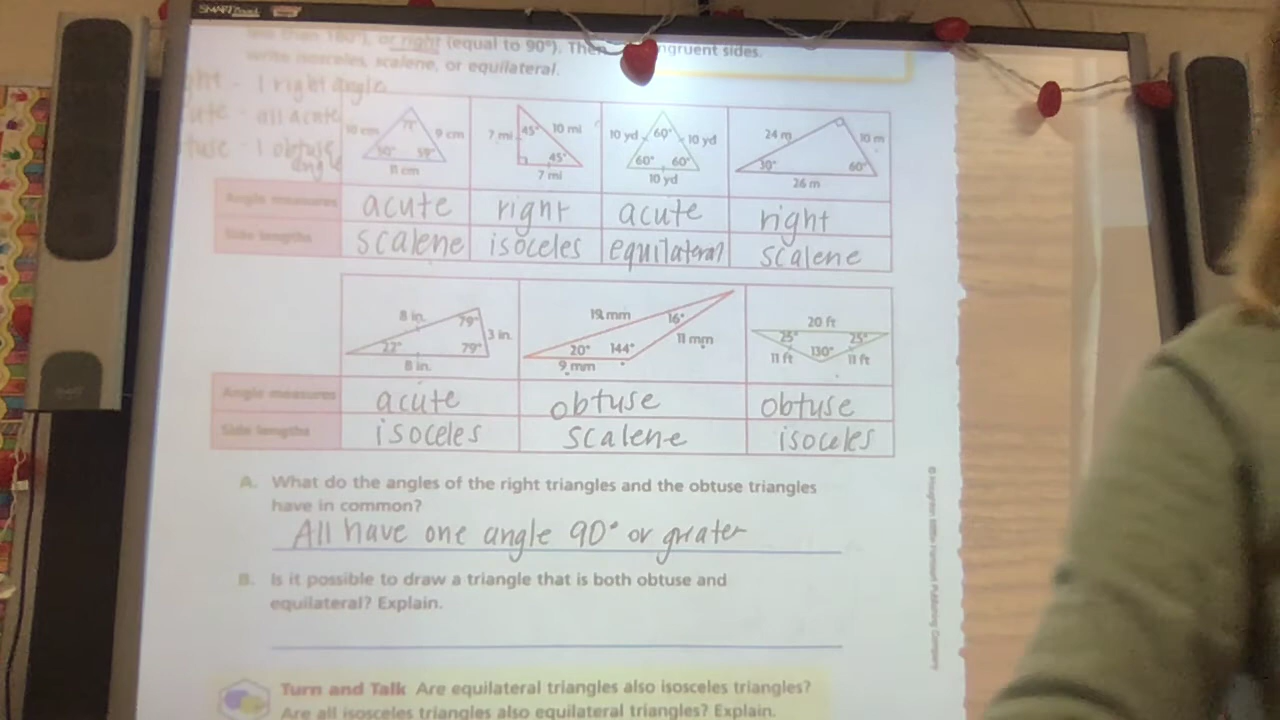 SMART Board
less than 180°), or right (equal to 90°). Then ngruent sides.
write isosceles, scalene, or equilateral.
ght - 1 right angle
ute - all acute
tuse - 1 obtuse
angle
10 cm 71° 9 cm 50° 59° 11 cm
7 mi 45° 10 mi 45° 7 mi
10 yd 60° 10 yd 60° 60° 10 yd
24 m 10 m 30° 60° 26 m
Angle measures acute right acute right
Side lengths scalene isoceles equilateral scalene
8 in. 79° 3 in. 22° 79° 8 in.
19 mm 16° 11 mm 20° 144° 9 mm
20 ft 25° 25° 11 ft 130° 11 ft
Angle measures acute obtuse obtuse
Side lengths isoceles scalene isoceles
A. What do the angles of the right triangles and the obtuse triangles
have in common?
All have one angle 90° or grater
B. Is it possible to draw a triangle that is both obtuse and
equilateral? Explain.
Turn and Talk Are equilateral triangles also isosceles triangles?
Are all isosceles triangles also equilateral triangles? Explain.
© Houghton Mifflin Harcourt Publishing Company